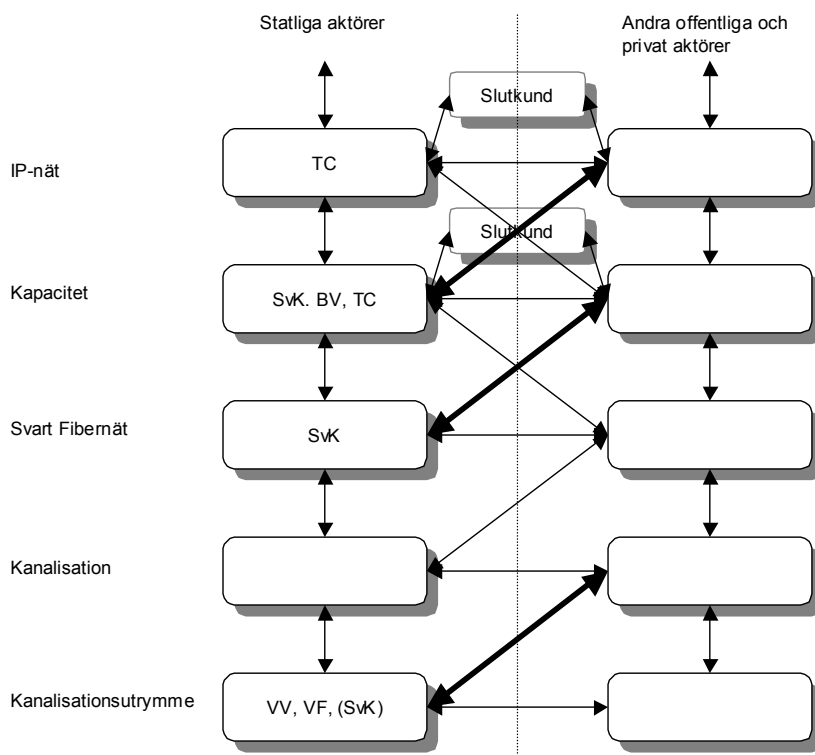 Statliga aktörer
Andra offentliga och
privat aktörer
Slutkund
IP-nät
TC
Slutkund
Kapacitet
SvK. BV, TC
Svart Fibernät
SvK
Kanalisation
Kanalisationsutrymme
VV, VF, (SvK)